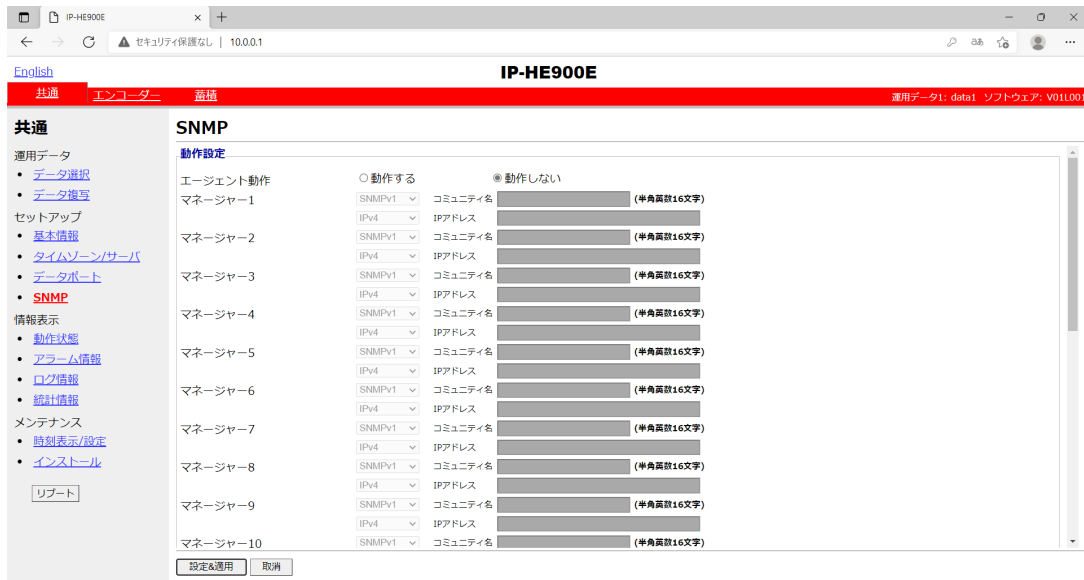 IP-HE900E
セキュリティ保護なし | 10.0.0.1
English
IP-HE900E
共通 エンコーダー 蓄積
運用データ1: data1 ソフトウェア: V01L001
共通
運用データ
データ選択
データ複写
セットアップ
基本情報
タイムゾーン/サーバ
データポート
SNMP
情報表示
動作状態
アラーム情報
ログ情報
統計情報
メンテナンス
時刻表示/設定
インストール
リブート
SNMP
動作設定
エージェント動作 動作する 動作しない
マネージャー1 SNMPv1 コミュニティ名 (半角英数16文字)
IPv4 IPアドレス
マネージャー2 SNMPv1 コミュニティ名 (半角英数16文字)
IPv4 IPアドレス
マネージャー3 SNMPv1 コミュニティ名 (半角英数16文字)
IPv4 IPアドレス
マネージャー4 SNMPv1 コミュニティ名 (半角英数16文字)
IPv4 IPアドレス
マネージャー5 SNMPv1 コミュニティ名 (半角英数16文字)
IPv4 IPアドレス
マネージャー6 SNMPv1 コミュニティ名 (半角英数16文字)
IPv4 IPアドレス
マネージャー7 SNMPv1 コミュニティ名 (半角英数16文字)
IPv4 IPアドレス
マネージャー8 SNMPv1 コミュニティ名 (半角英数16文字)
IPv4 IPアドレス
マネージャー9 SNMPv1 コミュニティ名 (半角英数16文字)
IPv4 IPアドレス
マネージャー10 SNMPv1 コミュニティ名 (半角英数16文字)
設定&適用 取消